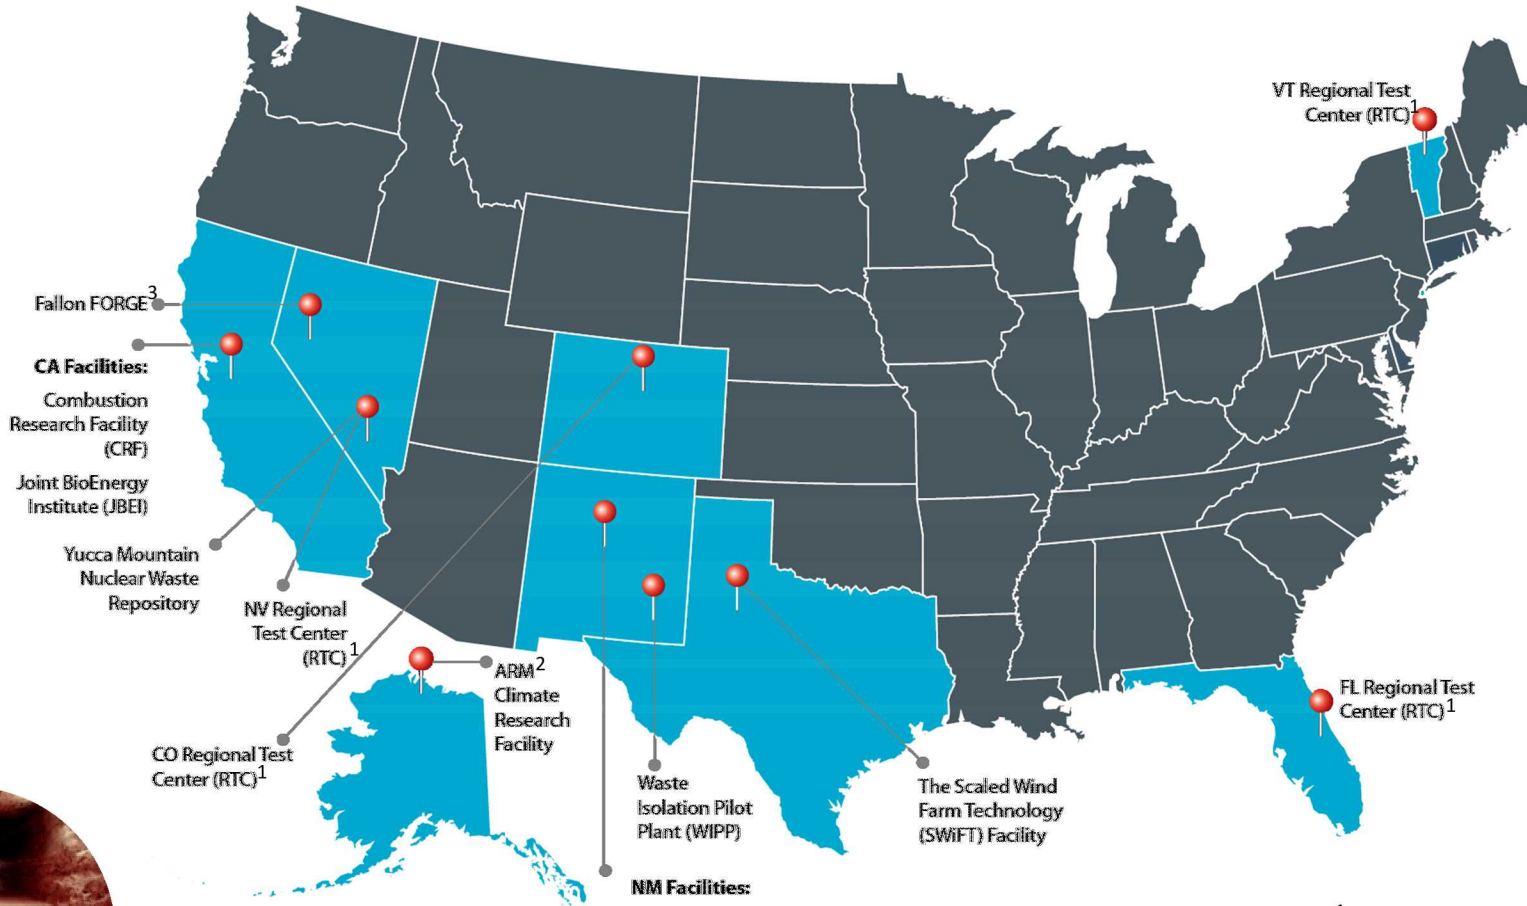 VT Regional Test
Center (RTC)1
Fallon FORGE3
CA Facilities:
Combustion
Research Facility
(CRF)
Joint BioEnergy
Institute (JBEI)
Yucca Mountain
Nuclear Waste
Repository
NV Regional
Test Center
(RTC)1
ARM2
Climate
Research
Facility
CO Regional Test
Center (RTC)1
Waste
Isolation Pilot
Plant (WIPP)
NM Facilities:
The Scaled Wind
Farm Technology
(SWiFT) Facility
FL Regional Test
Center (RTC)1